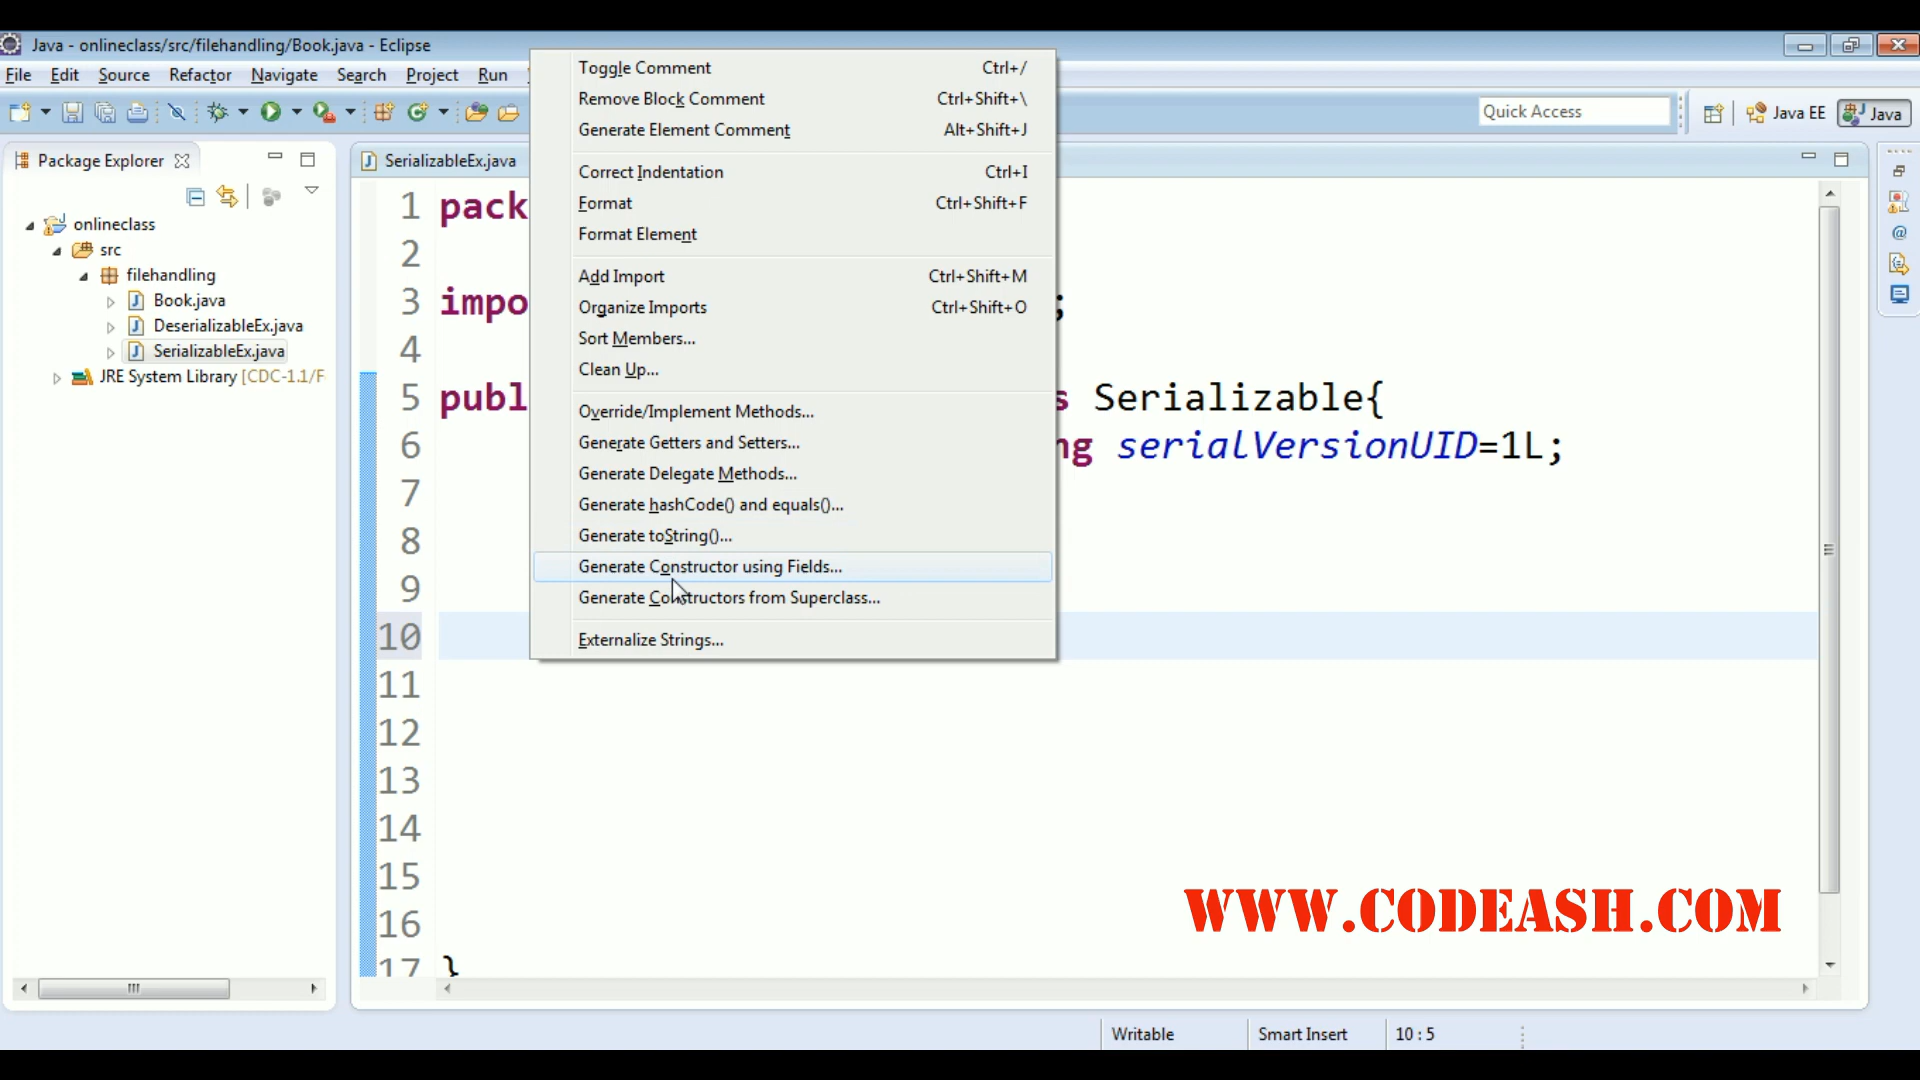 Java - onlineclass/src/filehandling/Book.java - Eclipse
File Edit Source Refactor Navigate Search Project Run
Quick Access
Java EE
Java
Package Explorer
onlineclass
src
filehandling
Book.java
DeserializableEx.java
SerializableEx.java
JRE System Library [CDC-1.1/F
SerializableEx.java
1 pack
2
3 impo ;
4
5 publ s Serializable{
6 ng serialVersionUID=1L;
7
8
9
10
11
12
13
14
15
16
17 }
Toggle Comment Ctrl+/
Remove Block Comment Ctrl+Shift+\
Generate Element Comment Alt+Shift+J
Correct Indentation Ctrl+I
Format Ctrl+Shift+F
Format Element
Add Import Ctrl+Shift+M
Organize Imports Ctrl+Shift+O
Sort Members...
Clean Up...
Override/Implement Methods...
Generate Getters and Setters...
Generate Delegate Methods...
Generate hashCode() and equals()...
Generate toString()...
Generate Constructor using Fields...
Generate Constructors from Superclass...
Externalize Strings...
WWW.CODEASH.COM
Writable
Smart Insert
10 : 5